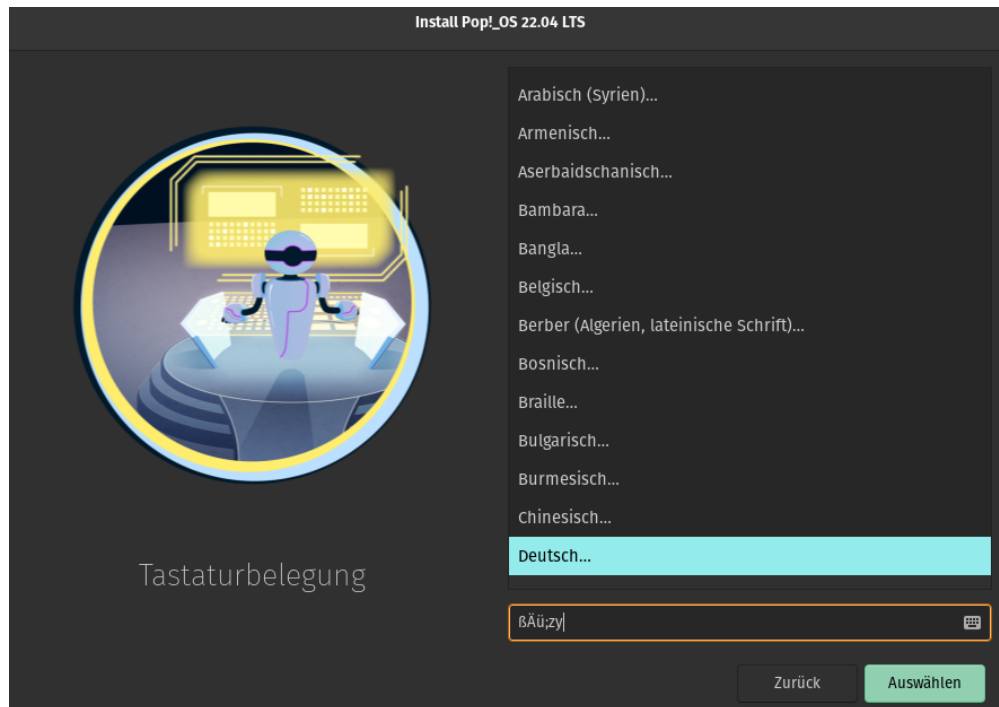 Install Pop!_OS 22.04 LTS
Arabisch (Syrien)...
Armenisch...
Aserbaidschanisch...
Bambara...
Bangla...
Belgisch...
Berber (Algerien, lateinische Schrift)...
Bosnisch...
Braille...
Bulgarisch...
Burmesisch...
Chinesisch...
Deutsch...
Tastaturbelegung
ßÄü;zy
Zurück
Auswählen